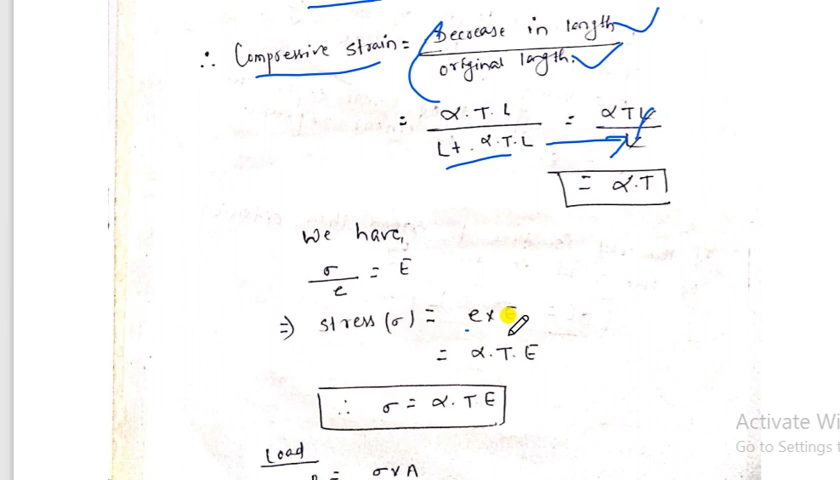 ∴ Compressive strain = Decrease in length / original length.
= α.T.L / L + α.T.L = αTL / L
= α.T
We have,
σ / e = E
⇒ stress (σ) = e×
= α.T.E
∴ σ = α.TE
Load
= σ×A
Activate Wi
Go to Settings t